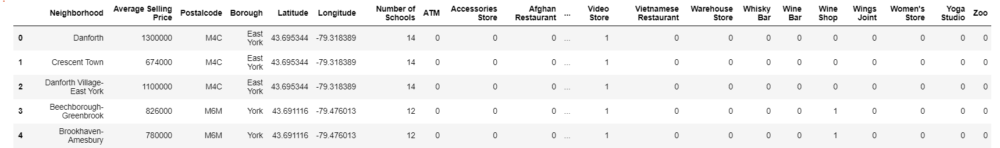 Neighborhood Average Selling Price Postalcode Borough Latitude Longitude Number of Schools ATM Accessories Store Afghan Restaurant ... Video Store Vietnamese Restaurant Warehouse Store Whisky Bar Wine Bar Wine Shop Wings Joint Women's Store Yoga Studio Zoo
0 Danforth 1300000 M4C East York 43.695344 -79.318389 14 0 0 0 ... 1 0 0 0 0 0 0 0 0 0
1 Crescent Town 674000 M4C East York 43.695344 -79.318389 14 0 0 0 ... 1 0 0 0 0 0 0 0 0 0
2 Danforth Village-East York 1100000 M4C East York 43.695344 -79.318389 14 0 0 0 ... 1 0 0 0 0 0 0 0 0 0
3 Beechborough-Greenbrook 826000 M6M York 43.691116 -79.476013 12 0 0 0 ... 1 0 0 0 0 1 0 0 0 0
4 Brookhaven-Amesbury 780000 M6M York 43.691116 -79.476013 12 0 0 0 ... 1 0 0 0 0 1 0 0 0 0